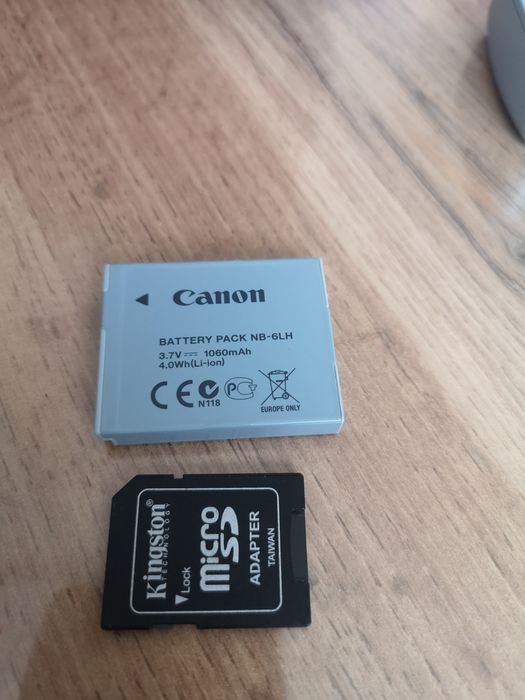 Canon
BATTERY PACK NB-6LH
3.7V 1060mAh
4.0Wh(Li-ion)
CE
N118
EUROPE ONLY
Kingston
TECHNOLOGY
Lock
micro
SD
ADAPTER
TAIWAN